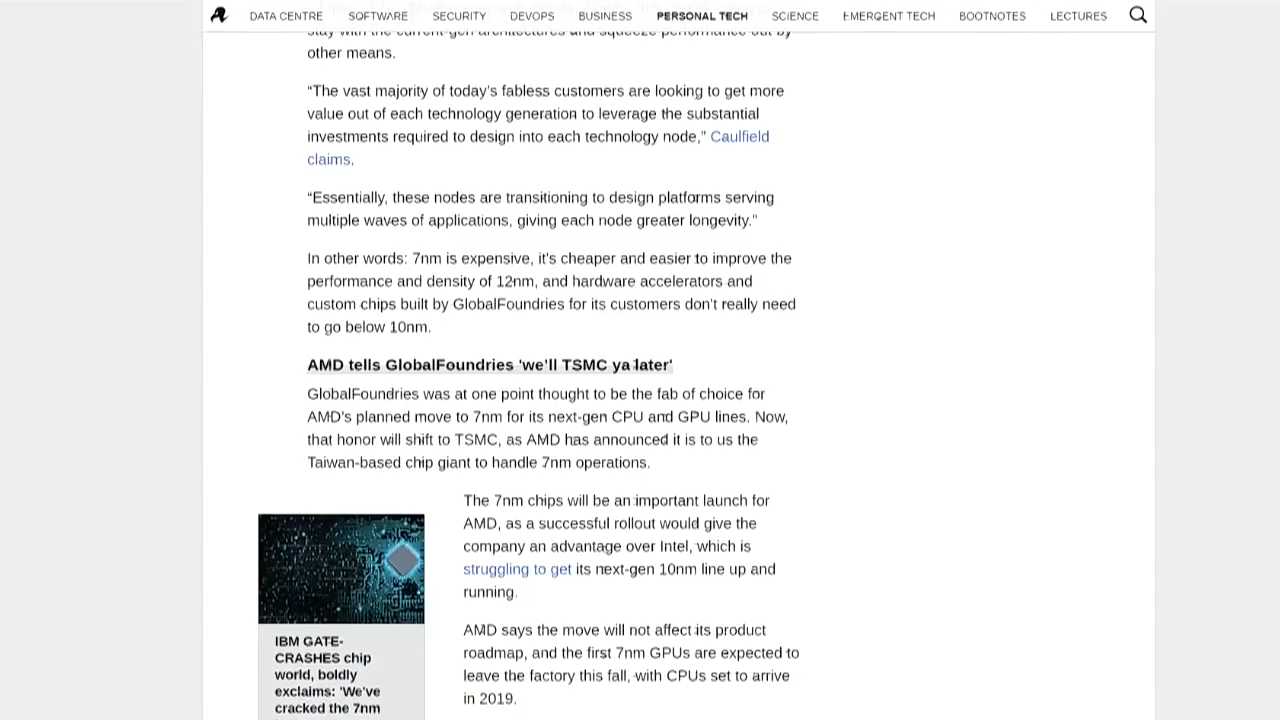 DATA CENTRE SOFTWARE SECURITY DEVOPS BUSINESS PERSONAL TECH SCIENCE EMERGENT TECH BOOTNOTES LECTURES
stay with the current-gen architectures and squeeze performance out by
other means.
“The vast majority of today’s fabless customers are looking to get more
value out of each technology generation to leverage the substantial
investments required to design into each technology node,” Caulfield
claims.
“Essentially, these nodes are transitioning to design platforms serving
multiple waves of applications, giving each node greater longevity.”
In other words: 7nm is expensive, it's cheaper and easier to improve the
performance and density of 12nm, and hardware accelerators and
custom chips built by GlobalFoundries for its customers don't really need
to go below 10nm.
AMD tells GlobalFoundries 'we'll TSMC ya later'
GlobalFoundries was at one point thought to be the fab of choice for
AMD's planned move to 7nm for its next-gen CPU and GPU lines. Now,
that honor will shift to TSMC, as AMD has announced it is to us the
Taiwan-based chip giant to handle 7nm operations.
The 7nm chips will be an important launch for
AMD, as a successful rollout would give the
company an advantage over Intel, which is
struggling to get its next-gen 10nm line up and
running.
AMD says the move will not affect its product
roadmap, and the first 7nm GPUs are expected to
leave the factory this fall, with CPUs set to arrive
in 2019.
IBM GATE-
CRASHES chip
world, boldly
exclaims: 'We've
cracked the 7nm